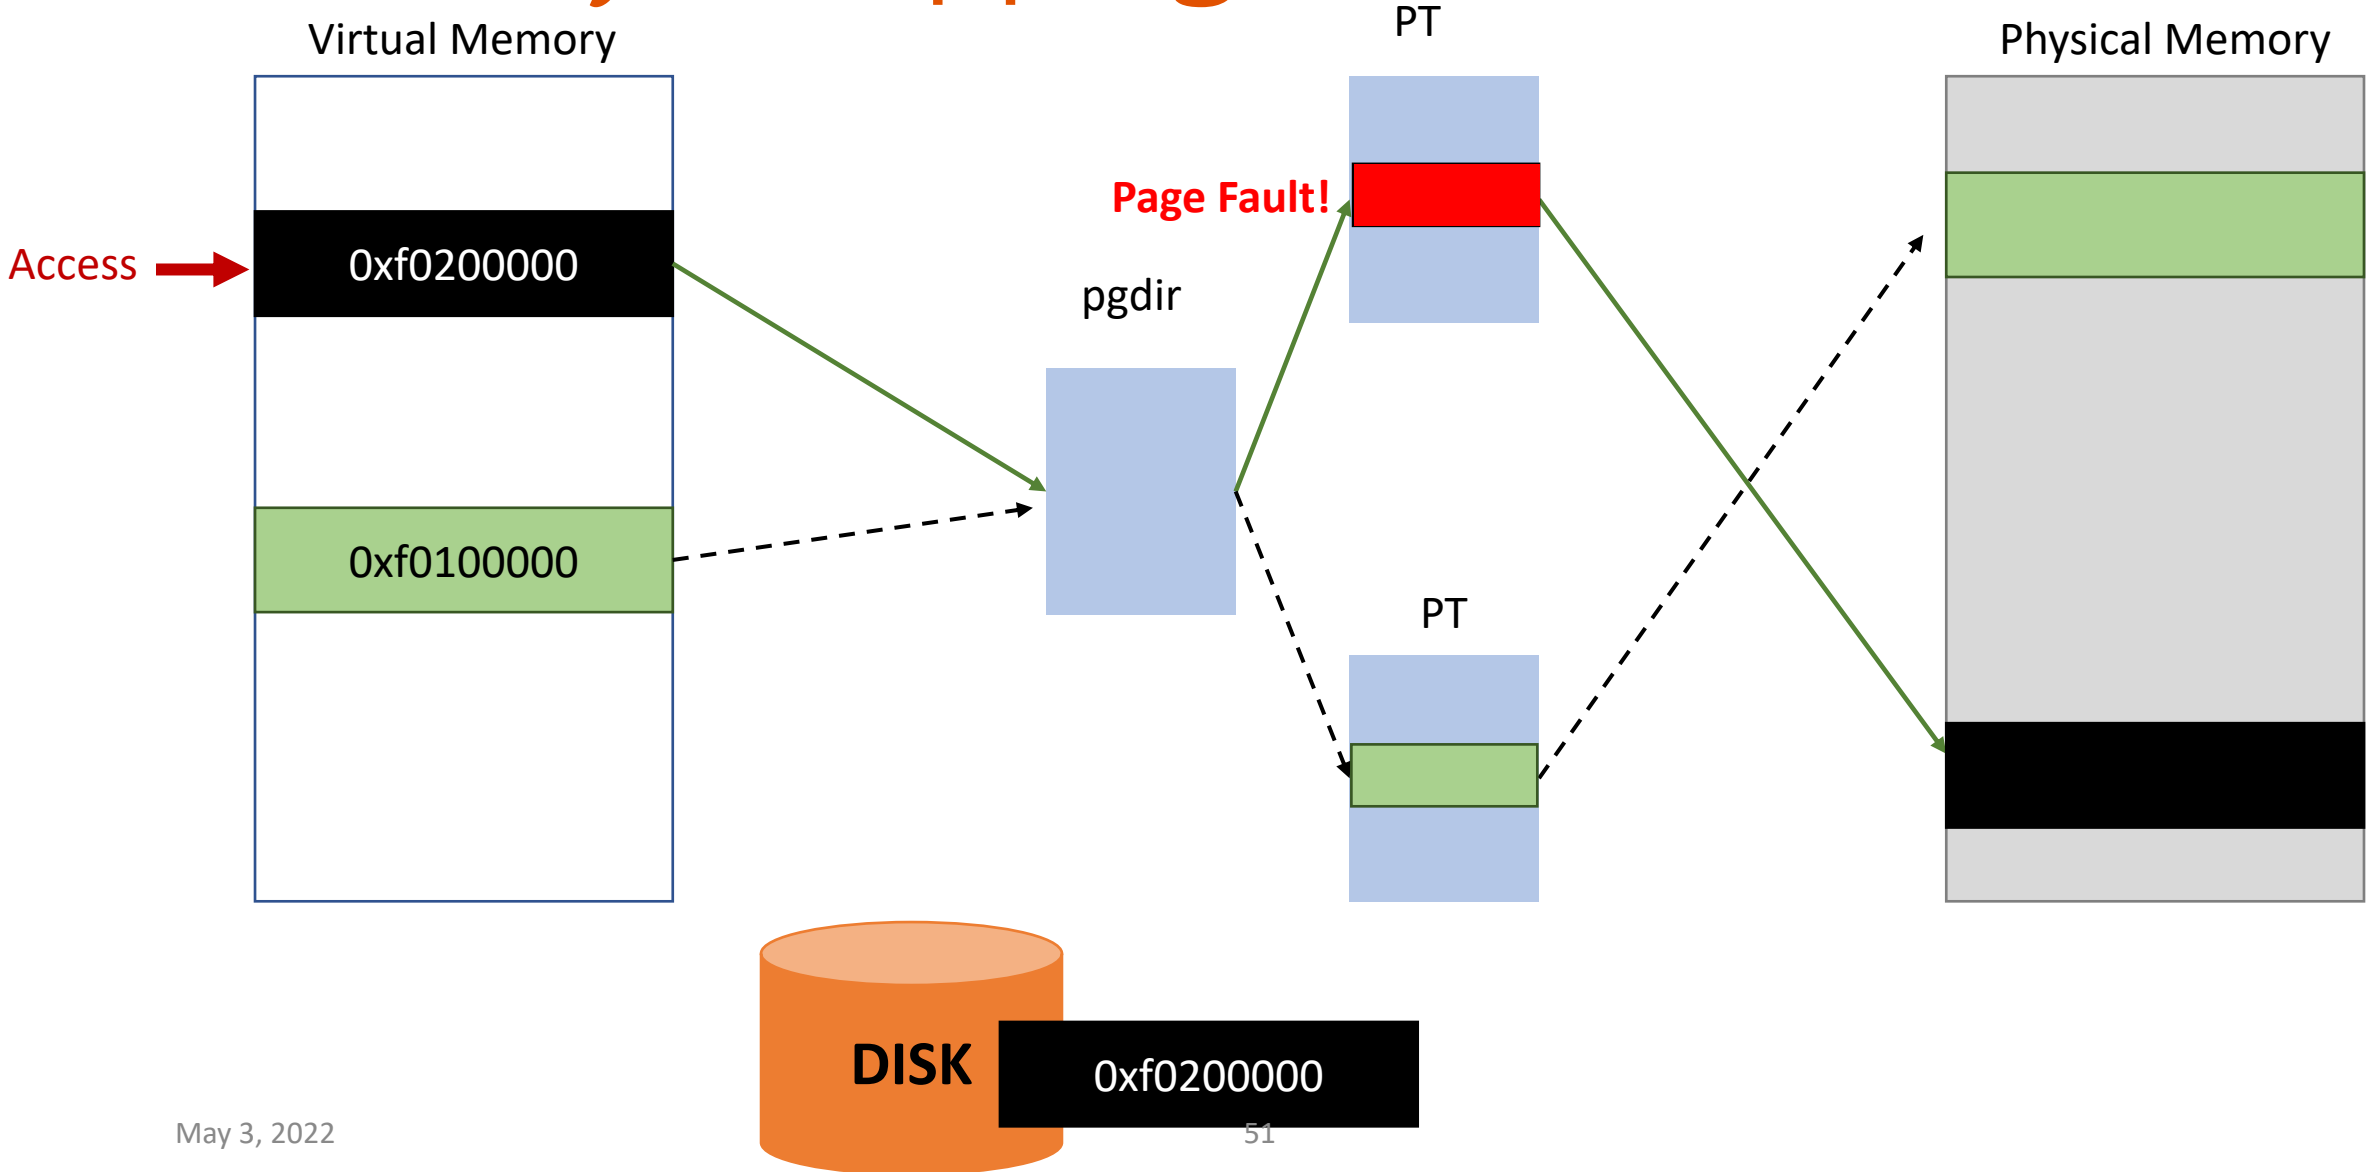 Virtual Memory
PT
Physical Memory
Page Fault!
Access
0xf0200000
pgdir
0xf0100000
PT
DISK
0xf0200000
May 3, 2022
51